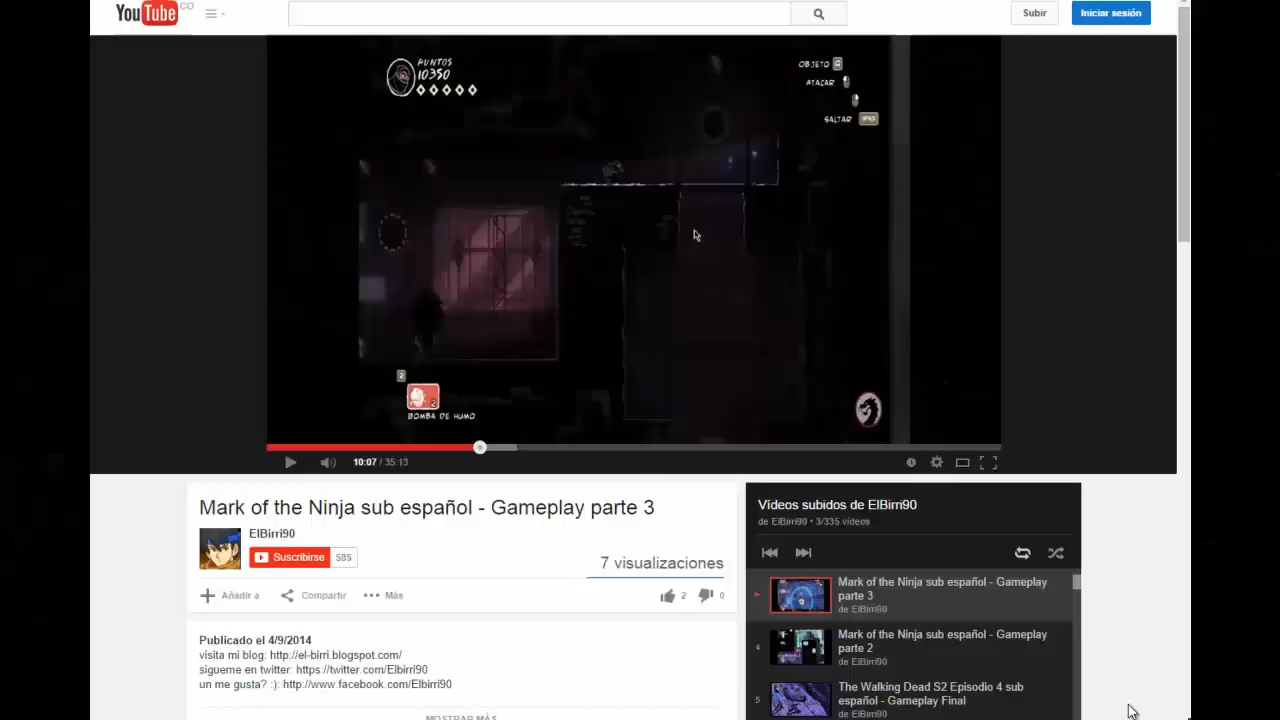 YouTube CO
Subir
Iniciar sesión
PUNTOS
10350
OBJETO
ATACAR
SALTAR
2
2
BOMBA DE HUMO
10:07 / 35:13
Mark of the Ninja sub español - Gameplay parte 3
ElBirri90
Suscribirse 585
7 visualizaciones
Añadir a
Compartir
Más
2
0
Publicado el 4/9/2014
visita mi blog: http://el-birri.blogspot.com/
sigueme en twitter: https://twitter.com/Elbirri90
un me gusta? :): http://www.facebook.com/Elbirri90
MOSTRAR MÁS
Vídeos subidos de ElBirri90
de ElBirri90 • 3/335 vídeos
Mark of the Ninja sub español - Gameplay
parte 3
de ElBirri90
4
Mark of the Ninja sub español - Gameplay
parte 2
de ElBirri90
5
The Walking Dead S2 Episodio 4 sub
español - Gameplay Final
de ElBirri90